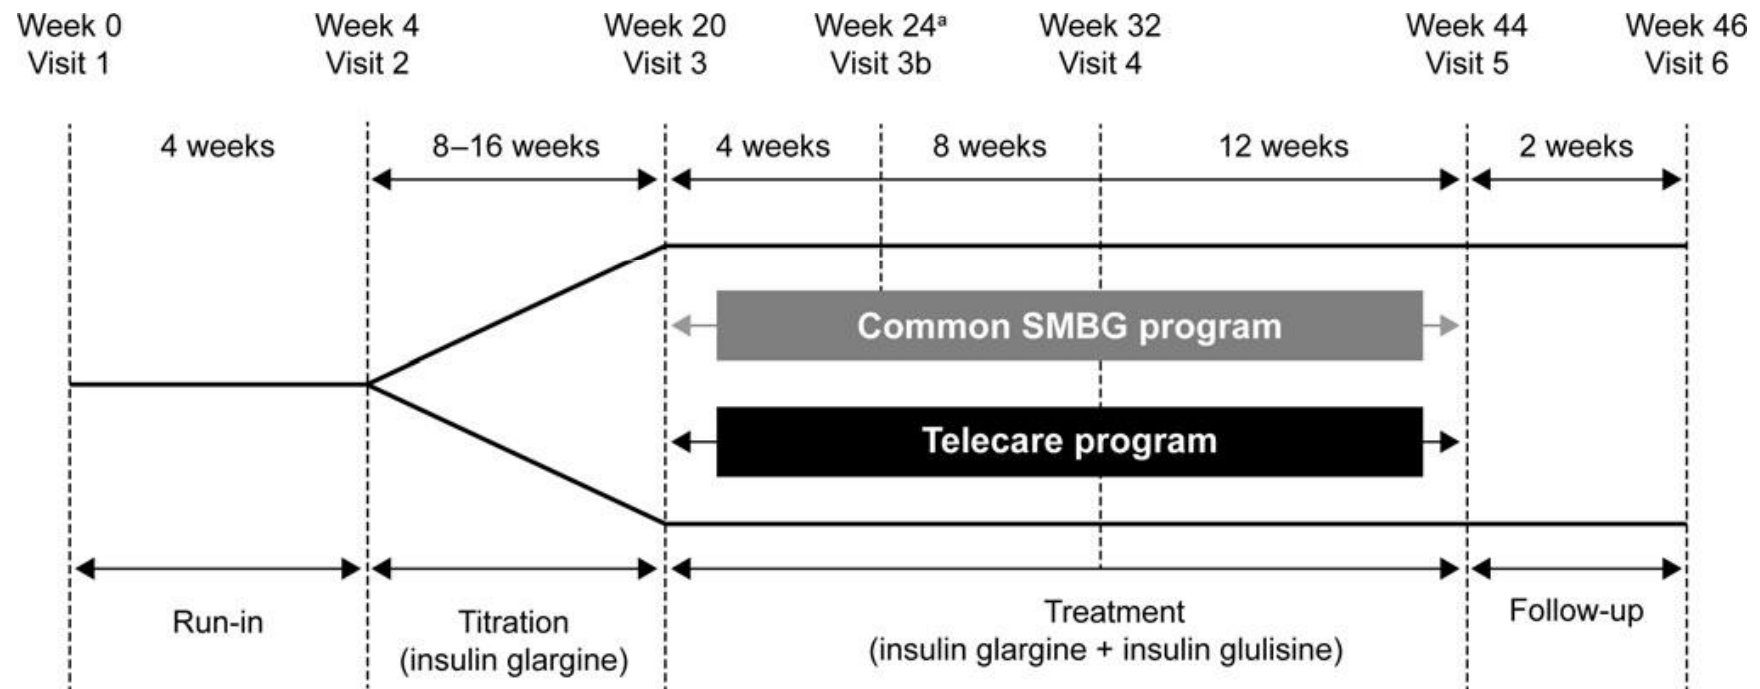 Week 0
Visit 1
Week 4
Visit 2
Week 20
Visit 3
Week 24ª
Visit 3b
Week 32
Visit 4
Week 44
Visit 5
Week 46
Visit 6
4 weeks
8–16 weeks
4 weeks
8 weeks
12 weeks
2 weeks
Common SMBG program
Telecare program
Run-in
Titration
(insulin glargine)
Treatment
(insulin glargine + insulin glulisine)
Follow-up